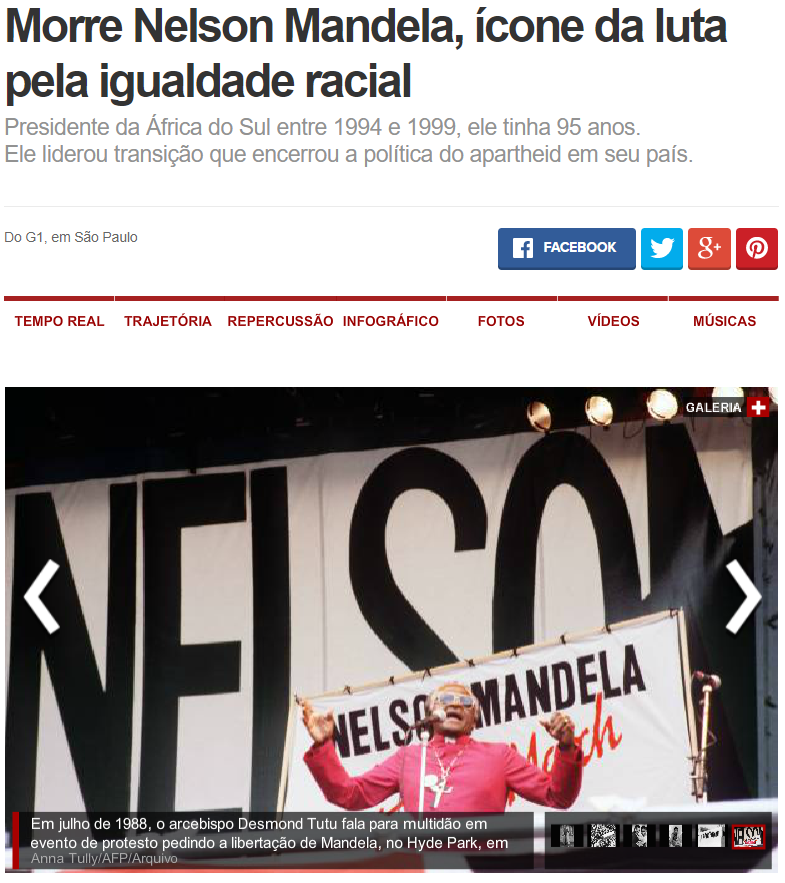 Morre Nelson Mandela, ícone da luta
pela igualdade racial
Presidente da África do Sul entre 1994 e 1999, ele tinha 95 anos.
Ele liderou transição que encerrou a política do apartheid em seu país.
Do G1, em São Paulo
FACEBOOK
TEMPO REAL TRAJETÓRIA REPERCUSSÃO INFOGRÁFICO FOTOS VÍDEOS MÚSICAS
GALERIA
NELSON
NELSON MANDELA
March
Em julho de 1988, o arcebispo Desmond Tutu fala para multidão em
evento de protesto pedindo a libertação de Mandela, no Hyde Park, em
Anna Tully/AFP/Arquivo